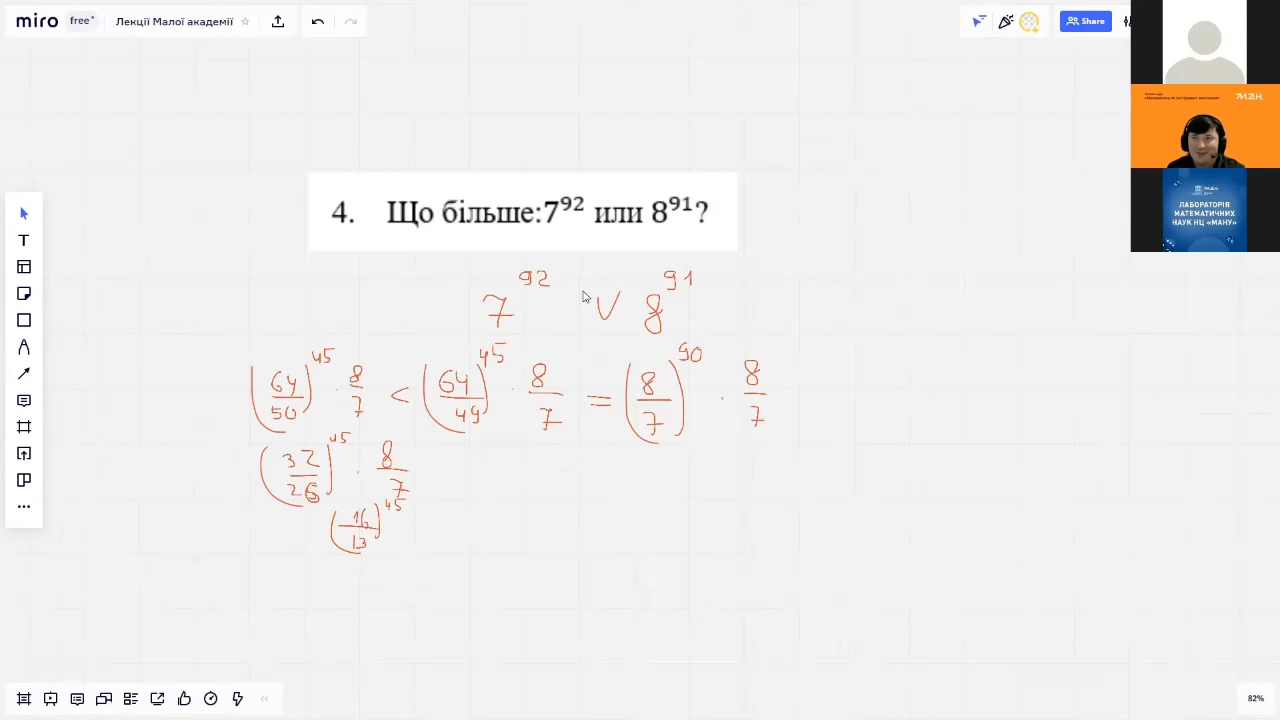 miro free Лекції Малої академії
Share
ЛАБОРАТОРІЯ
МАТЕМАТИЧНИХ
НАУК НЦ «МАНУ»
4. Що більше:7⁹² или 8⁹¹?
7⁹² ∨ 8⁹¹
(64/50)⁴⁵ · 8/7 < (64/49)⁴⁵ · 8/7 = (8/7)⁹⁰ · 8/7
(32/25)⁴⁵ · 8/7
(16/13)⁴⁵
82%